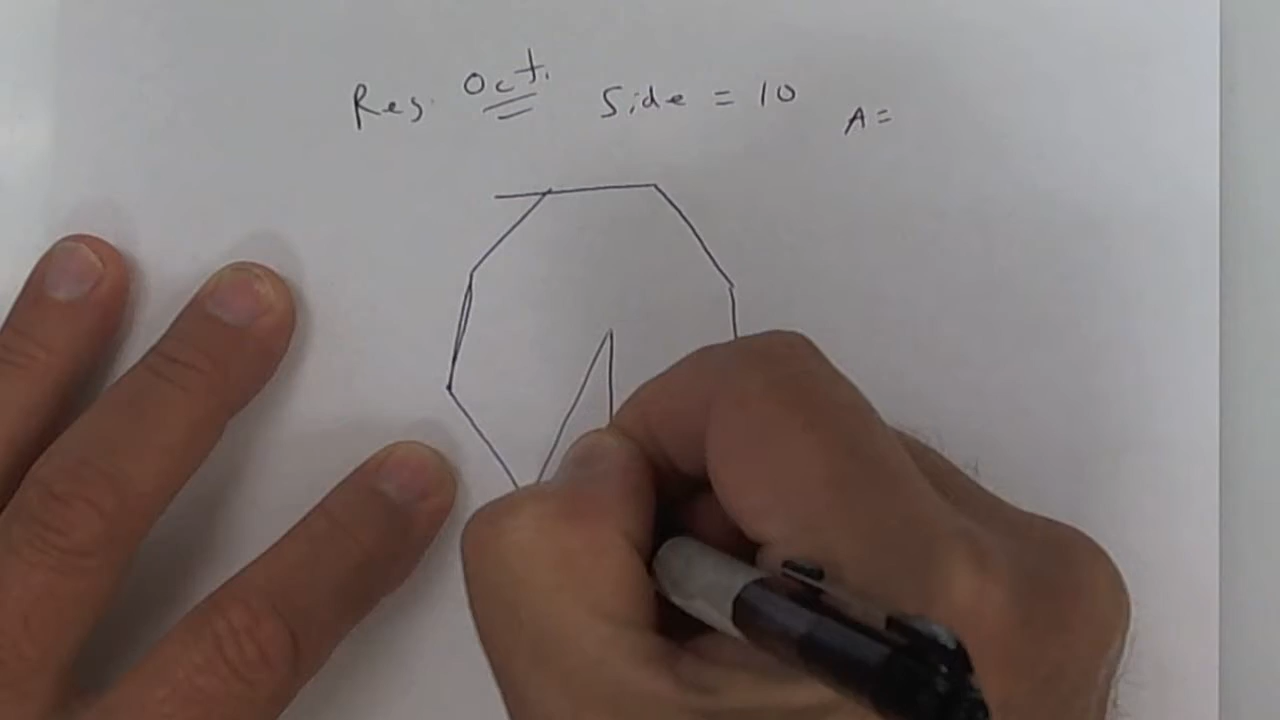 Reg. Oct. Side = 10 A =